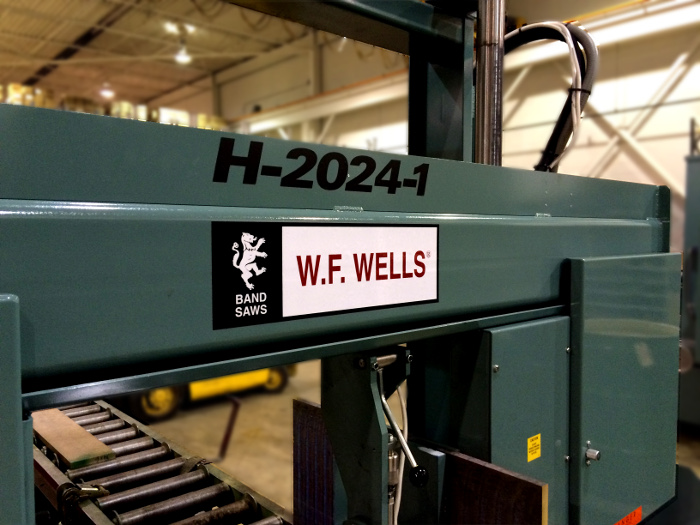 H-2024-1
BAND
SAWS
W.F. WELLS®